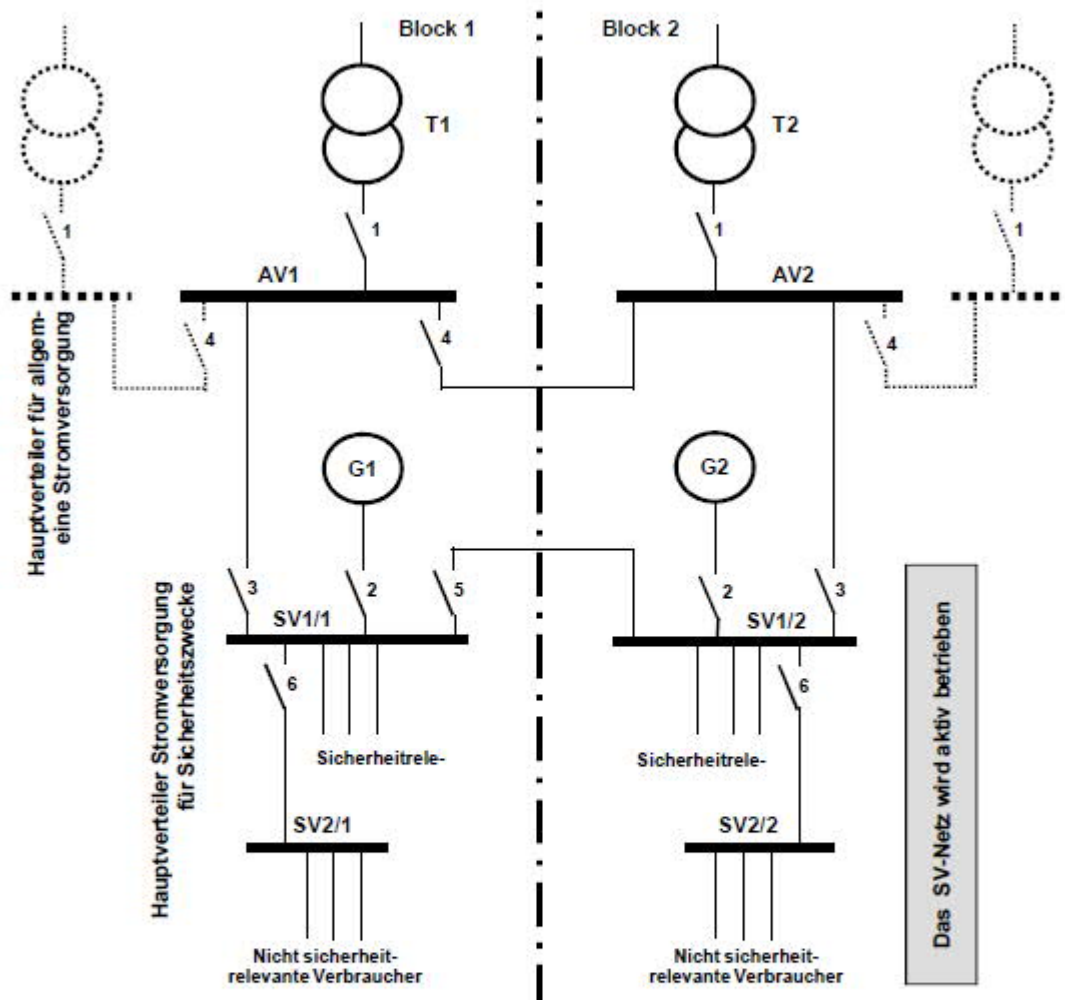 Block 1
Block 2
T1
T2
1
1
1
1
AV1
AV2
4
4
4
Hauptverteiler für allgem-
eine Stromversorgung
G1
G2
3
2
5
2
3
SV1/1
SV1/2
Hauptverteiler Stromversorgung
für Sicherheitszwecke
6
6
Sicherheitrele-
Sicherheitrele-
SV2/1
SV2/2
Das SV-Netz wird aktiv betrieben
Nicht sicherheit-
relevante Verbraucher
Nicht sicherheit-
relevante Verbraucher